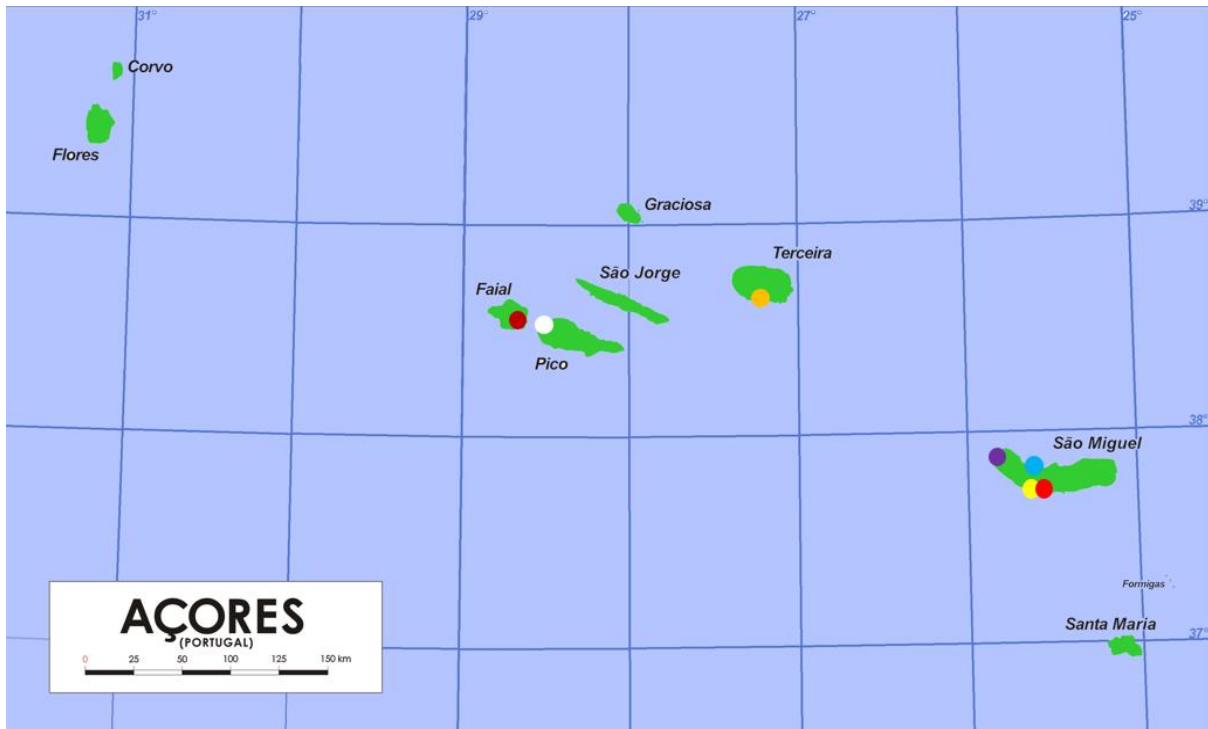 31°
29°
27°
25°
Corvo
Flores
Graciosa
39°
Terceira
São Jorge
Faial
Pico
38°
São Miguel
Formigas
Santa Maria
37°
AÇORES
(PORTUGAL)
0 25 50 100 125 150 km